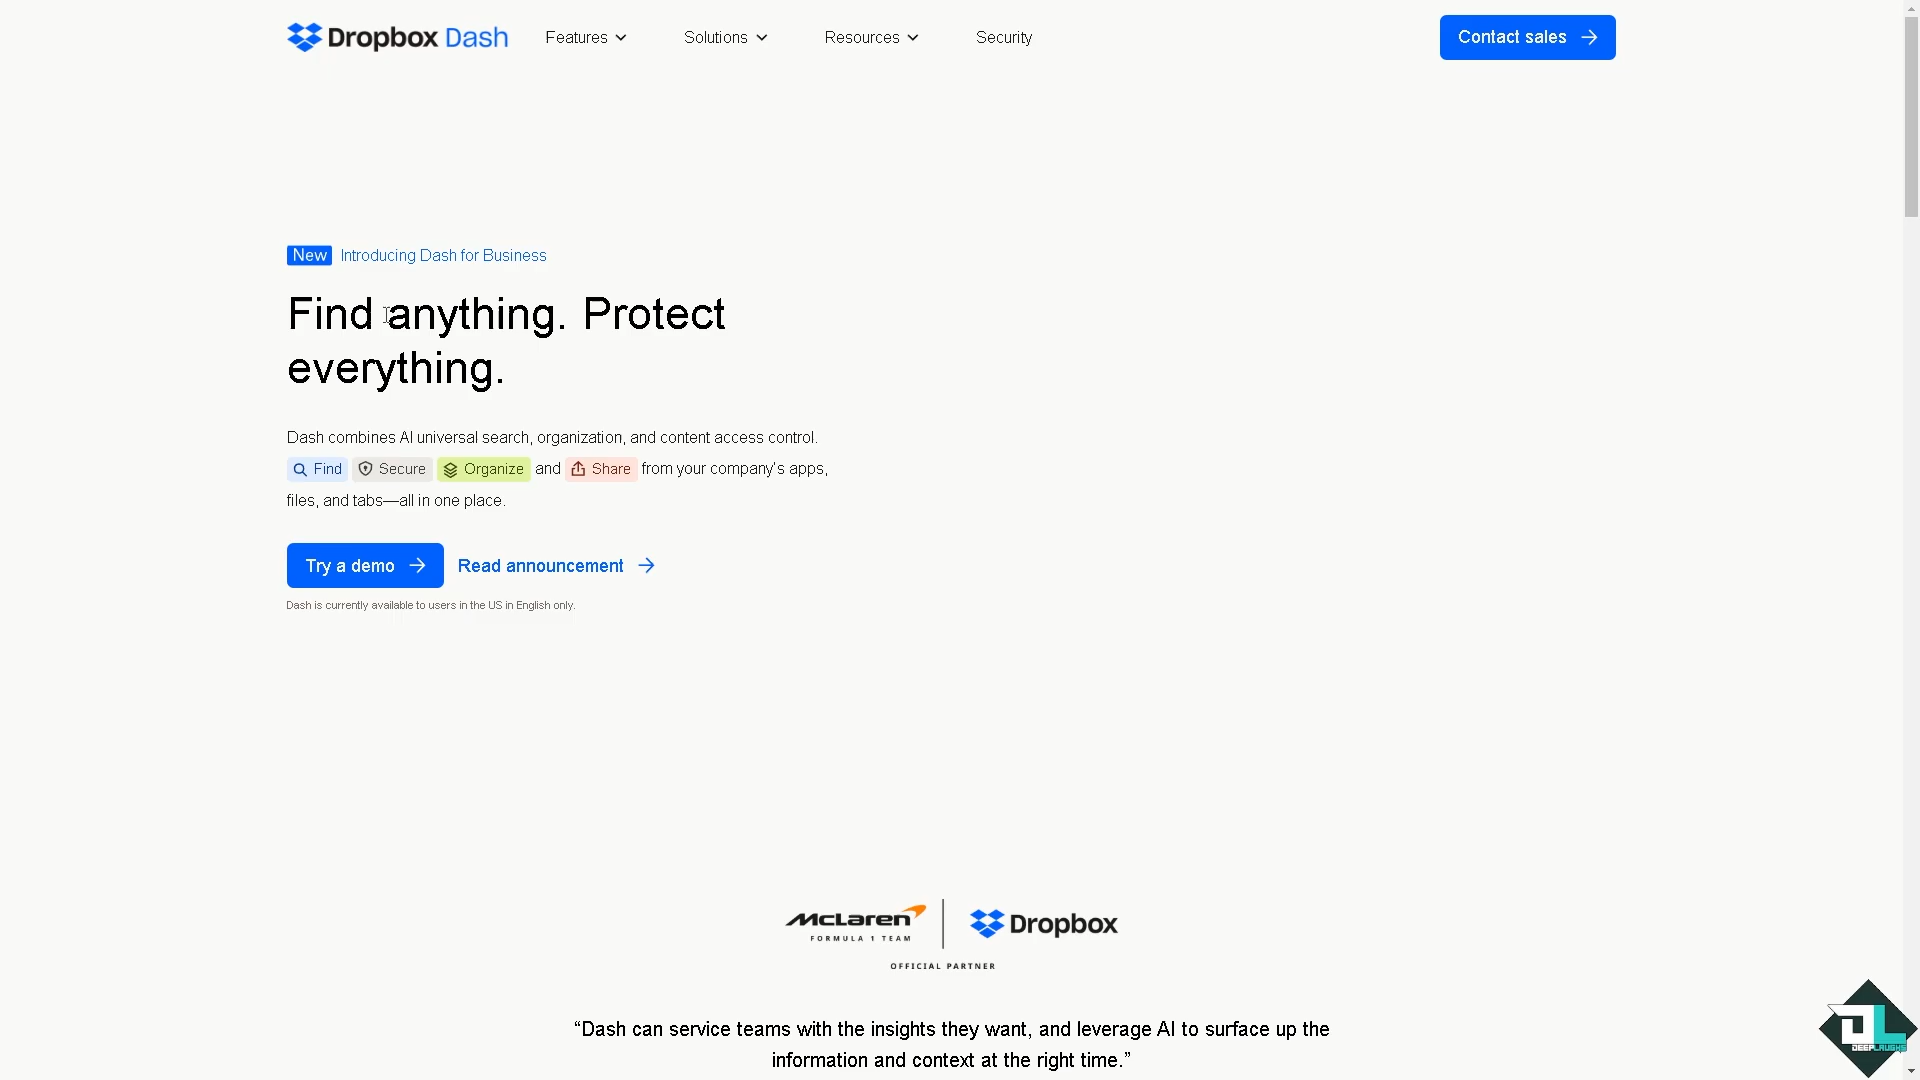 Dropbox Dash Features Solutions Resources Security Contact sales
New Introducing Dash for Business
Find anything. Protect
everything.
Dash combines AI universal search, organization, and content access control.
Find Secure Organize and Share from your company's apps,
files, and tabs—all in one place.
Try a demo Read announcement
Dash is currently available to users in the US in English only.
McLaren Dropbox
FORMULA 1 TEAM
OFFICIAL PARTNER
“Dash can service teams with the insights they want, and leverage AI to surface up the
information and context at the right time.”
DL
DEEPLAUGHS